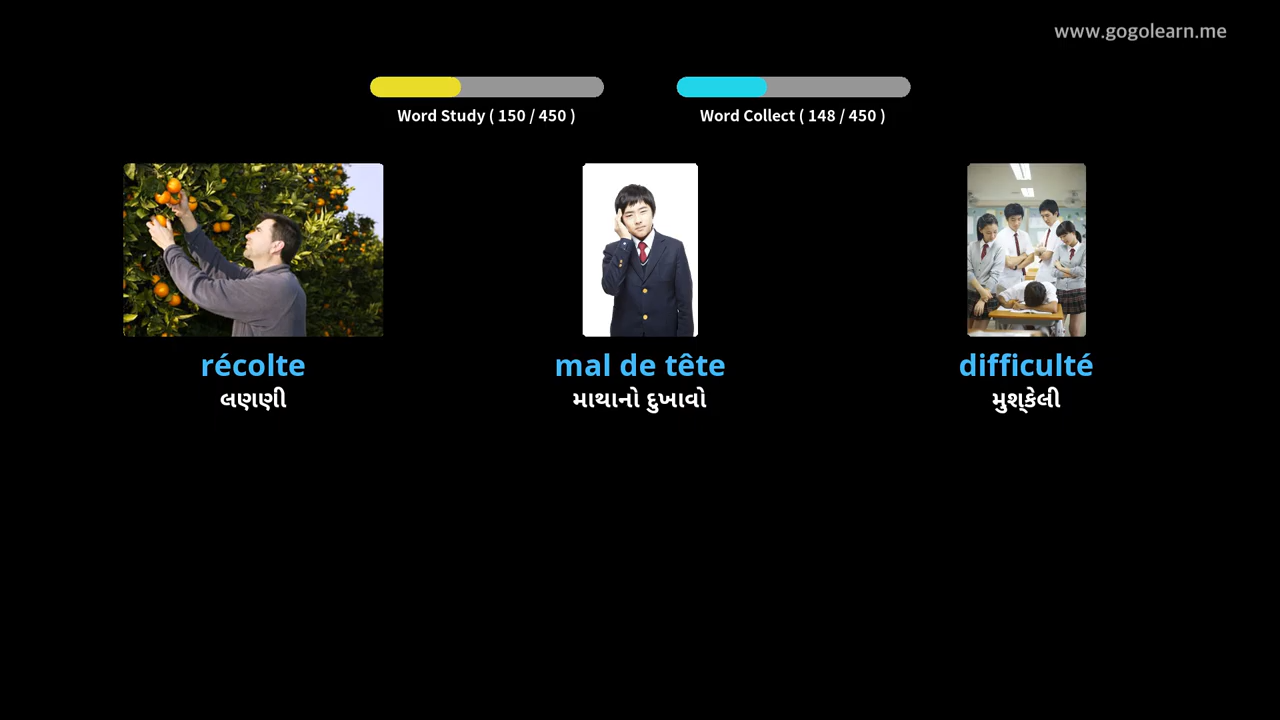 www.gogolearn.me
Word Study ( 150 / 450 )
Word Collect ( 148 / 450 )
récolte
mal de tête
difficulté
લણણી
માથાનો દુખાવો
મુશ્કેલી